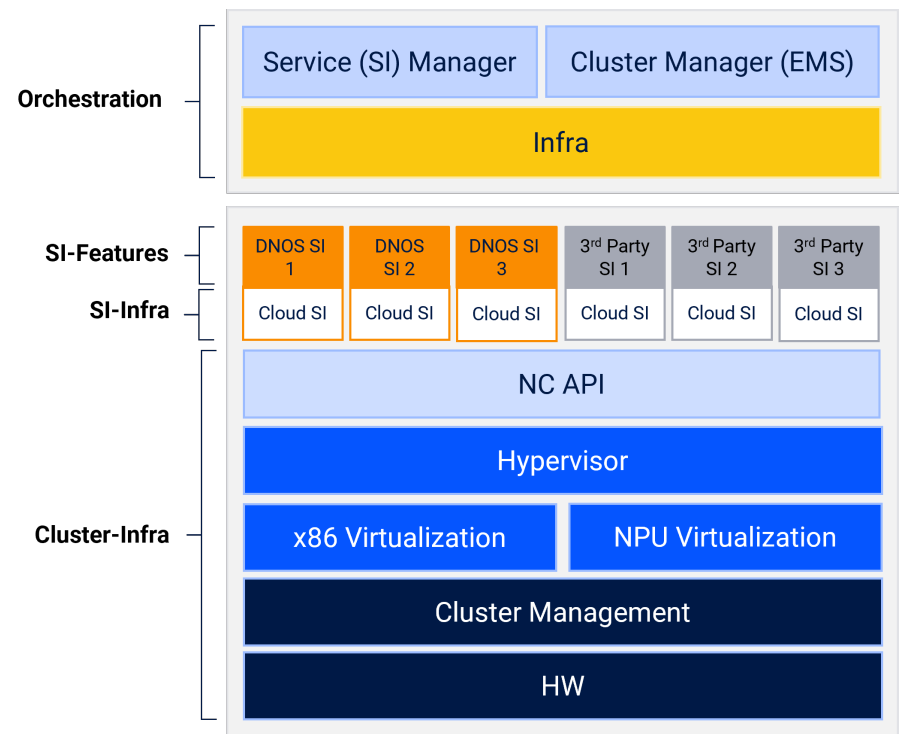 Orchestration
Service (SI) Manager
Cluster Manager (EMS)
Infra
SI-Features
DNOS SI
1
DNOS
SI 2
DNOS SI
3
3rd Party
SI 1
3rd Party
SI 2
3rd Party
SI 3
SI-Infra
Cloud SI
Cloud SI
Cloud SI
Cloud SI
Cloud SI
Cloud SI
Cluster-Infra
NC API
Hypervisor
x86 Virtualization
NPU Virtualization
Cluster Management
HW